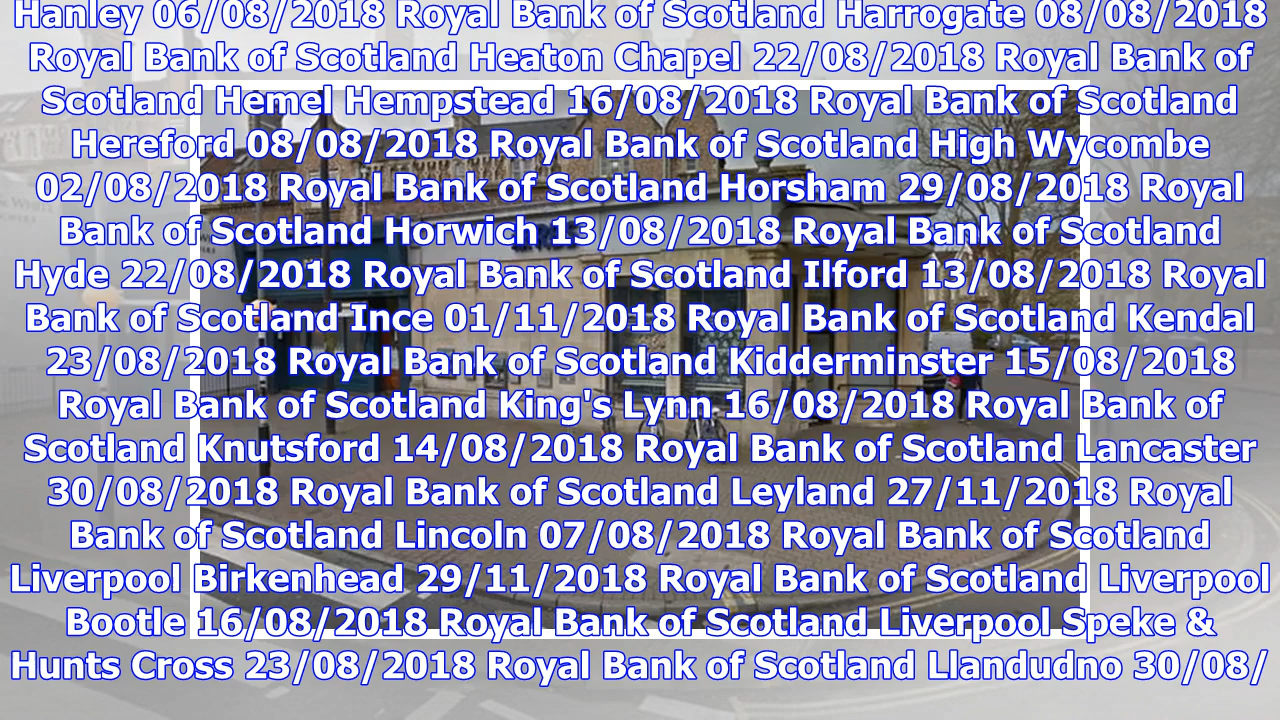 Hanley 06/08/2018 Royal Bank of Scotland Harrogate 08/08/2018
Royal Bank of Scotland Heaton Chapel 22/08/2018 Royal Bank of
Scotland Hemel Hempstead 16/08/2018 Royal Bank of Scotland
Hereford 08/08/2018 Royal Bank of Scotland High Wycombe
02/08/2018 Royal Bank of Scotland Horsham 29/08/2018 Royal
Bank of Scotland Horwich 13/08/2018 Royal Bank of Scotland
Hyde 22/08/2018 Royal Bank of Scotland Ilford 13/08/2018 Royal
Bank of Scotland Ince 01/11/2018 Royal Bank of Scotland Kendal
23/08/2018 Royal Bank of Scotland Kidderminster 15/08/2018
Royal Bank of Scotland King's Lynn 16/08/2018 Royal Bank of
Scotland Knutsford 14/08/2018 Royal Bank of Scotland Lancaster
30/08/2018 Royal Bank of Scotland Leyland 27/11/2018 Royal
Bank of Scotland Lincoln 07/08/2018 Royal Bank of Scotland
Liverpool Birkenhead 29/11/2018 Royal Bank of Scotland Liverpool
Bootle 16/08/2018 Royal Bank of Scotland Liverpool Speke &
Hunts Cross 23/08/2018 Royal Bank of Scotland Llandudno 30/08/